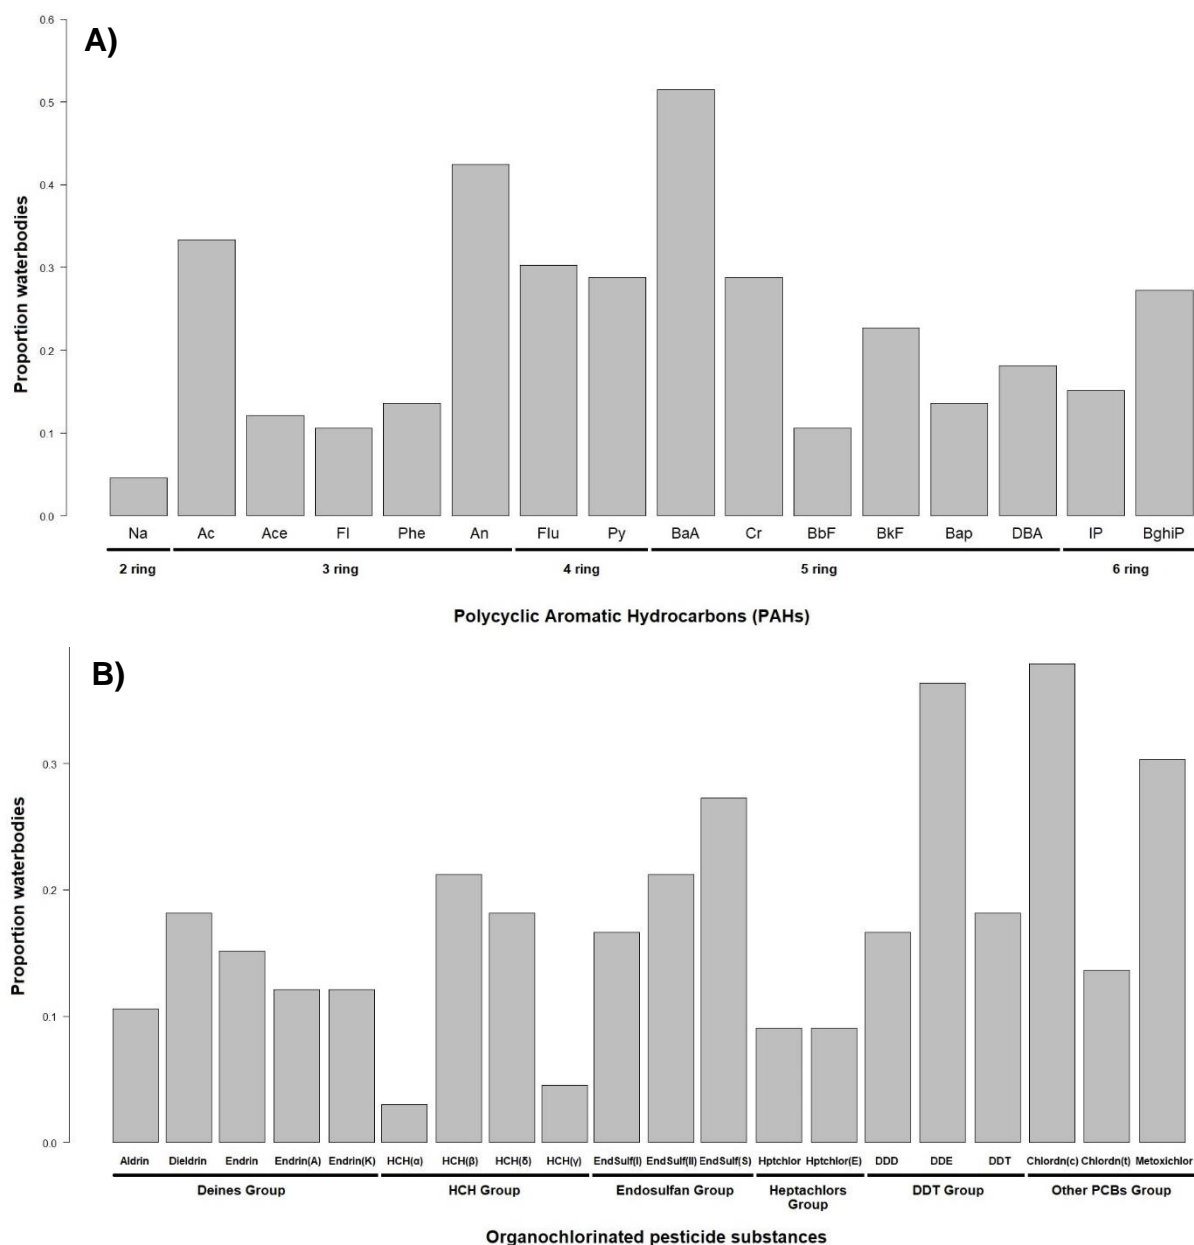 A)
Proportion waterbodies
0.6
0.5
0.4
0.3
0.2
0.1
0.0
Na Ac Ace Fl Phe An Flu Py BaA Cr BbF BkF Bap DBA IP BghiP
2 ring 3 ring 4 ring 5 ring 6 ring
Polycyclic Aromatic Hydrocarbons (PAHs)
B)
Proportion waterbodies
0.3
0.2
0.1
0.0
Aldrin Dieldrin Endrin Endrin(A) Endrin(K) HCH(α) HCH(β) HCH(δ) HCH(γ) EndSulf(I) EndSulf(II) EndSulf(S) Hptchlor Hptchlor(E) DDD DDE DDT Chlordn(c) Chlordn(t) Metoxichlor
Deines Group HCH Group Endosulfan Group Heptachlors DDT Group Other PCBs Group
Group
Organochlorinated pesticide substances